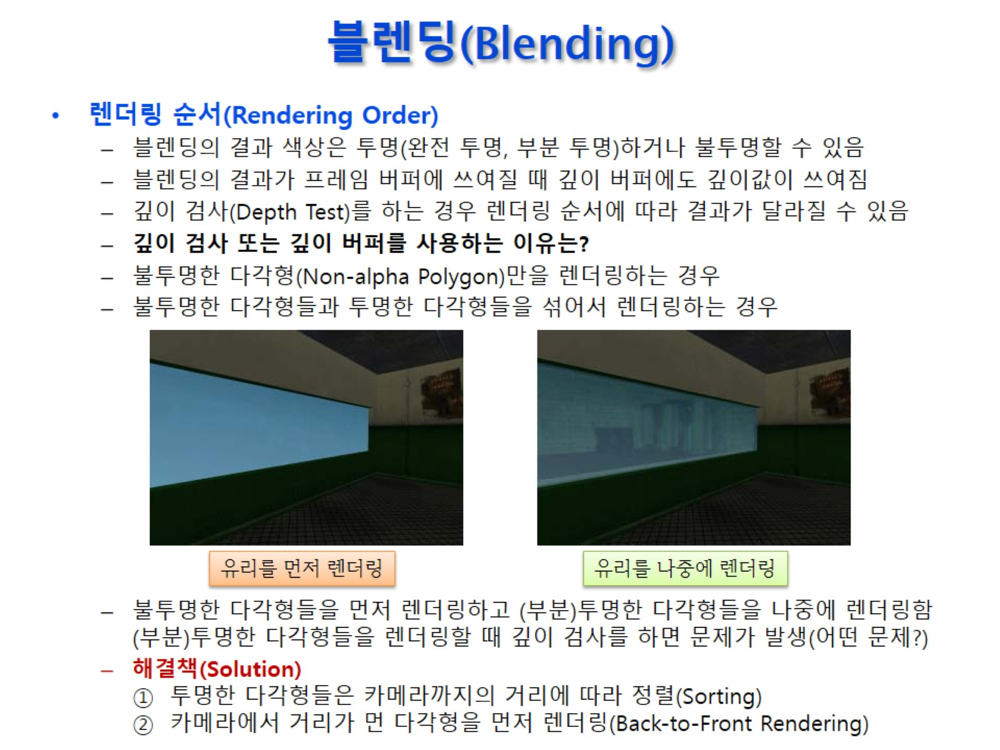 블렌딩(Blending)
• 렌더링 순서(Rendering Order)
– 블렌딩의 결과 색상은 투명(완전 투명, 부분 투명)하거나 불투명할 수 있음
– 블렌딩의 결과가 프레임 버퍼에 쓰여질 때 깊이 버퍼에도 깊이값이 쓰여짐
– 깊이 검사(Depth Test)를 하는 경우 렌더링 순서에 따라 결과가 달라질 수 있음
– 깊이 검사 또는 깊이 버퍼를 사용하는 이유는?
– 불투명한 다각형(Non-alpha Polygon)만을 렌더링하는 경우
– 불투명한 다각형들과 투명한 다각형들을 섞어서 렌더링하는 경우
유리를 먼저 렌더링
유리를 나중에 렌더링
– 불투명한 다각형들을 먼저 렌더링하고 (부분)투명한 다각형들을 나중에 렌더링함
(부분)투명한 다각형들을 렌더링할 때 깊이 검사를 하면 문제가 발생(어떤 문제?)
– 해결책(Solution)
① 투명한 다각형들은 카메라까지의 거리에 따라 정렬(Sorting)
② 카메라에서 거리가 먼 다각형을 먼저 렌더링(Back-to-Front Rendering)